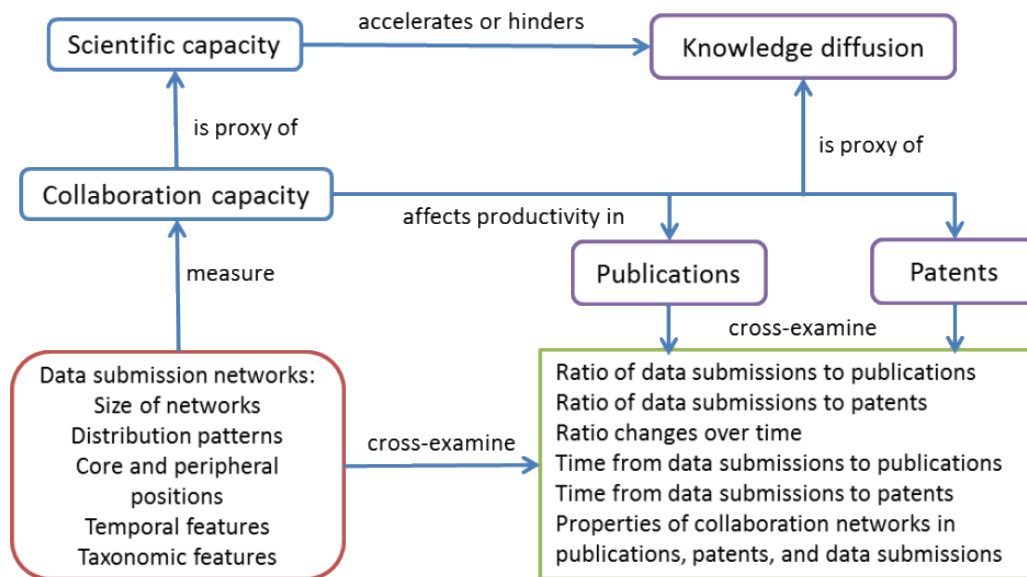 accelerates or hinders
Scientific capacity
Knowledge diffusion
is proxy of
is proxy of
Collaboration capacity
affects productivity in
measure
Publications
Patents
cross-examine
Data submission networks:
Size of networks
Distribution patterns
Core and peripheral
positions
Temporal features
Taxonomic features
cross-examine
Ratio of data submissions to publications
Ratio of data submissions to patents
Ratio changes over time
Time from data submissions to publications
Time from data submissions to patents
Properties of collaboration networks in
publications, patents, and data submissions